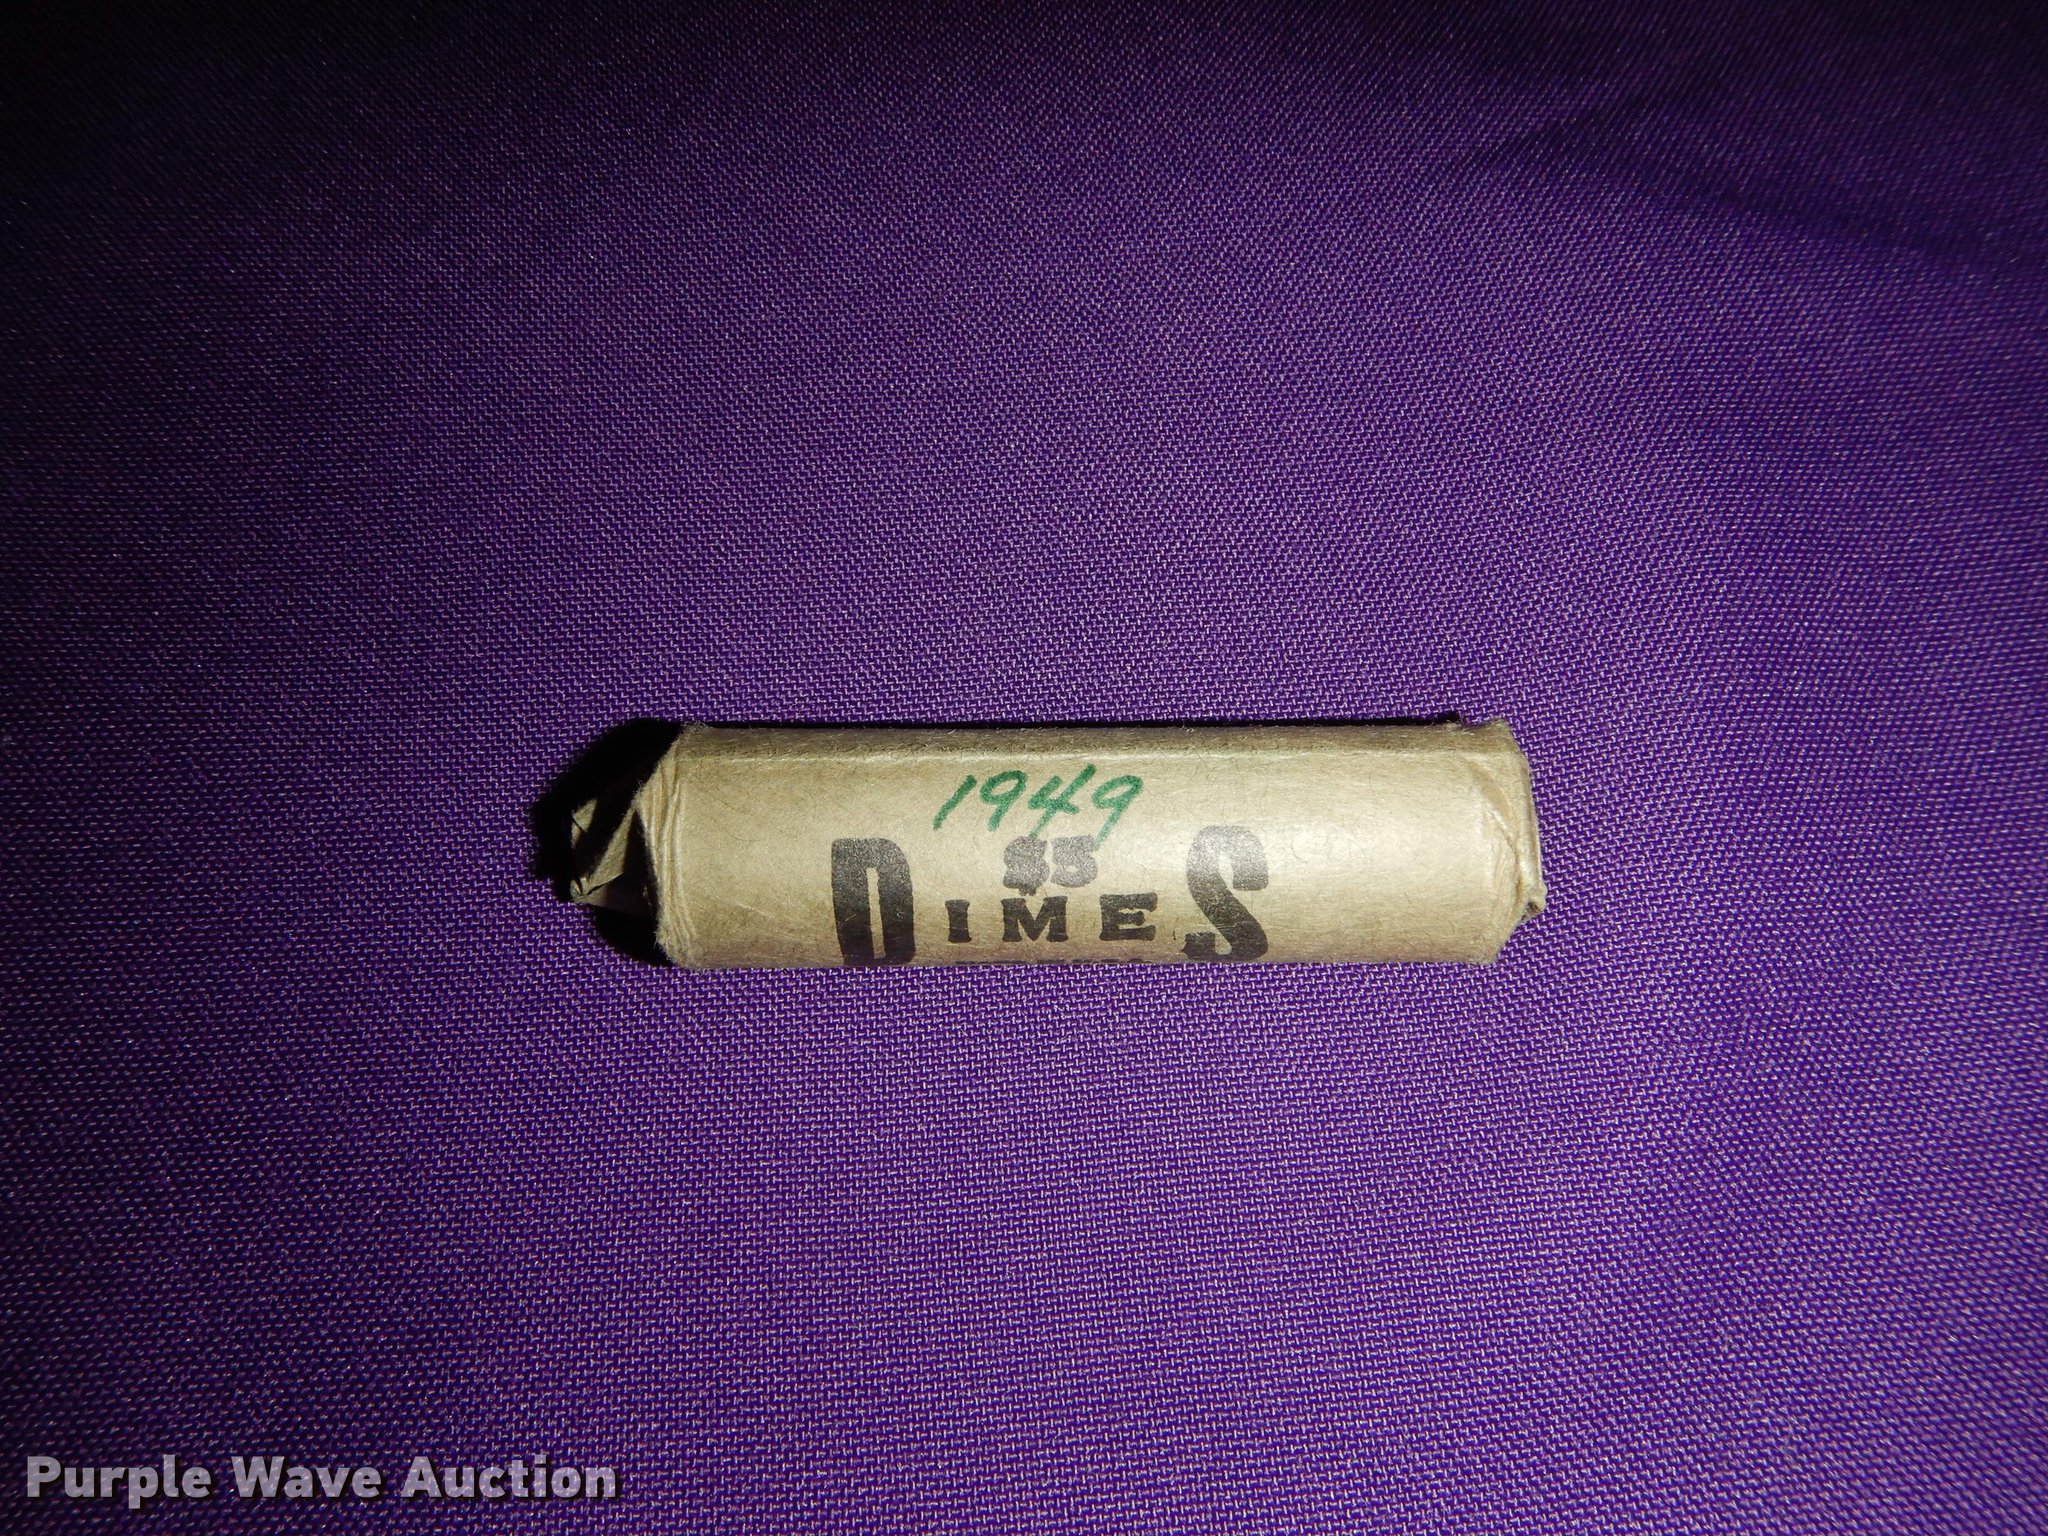 1949
$5
DIMES
Purple Wave Auction